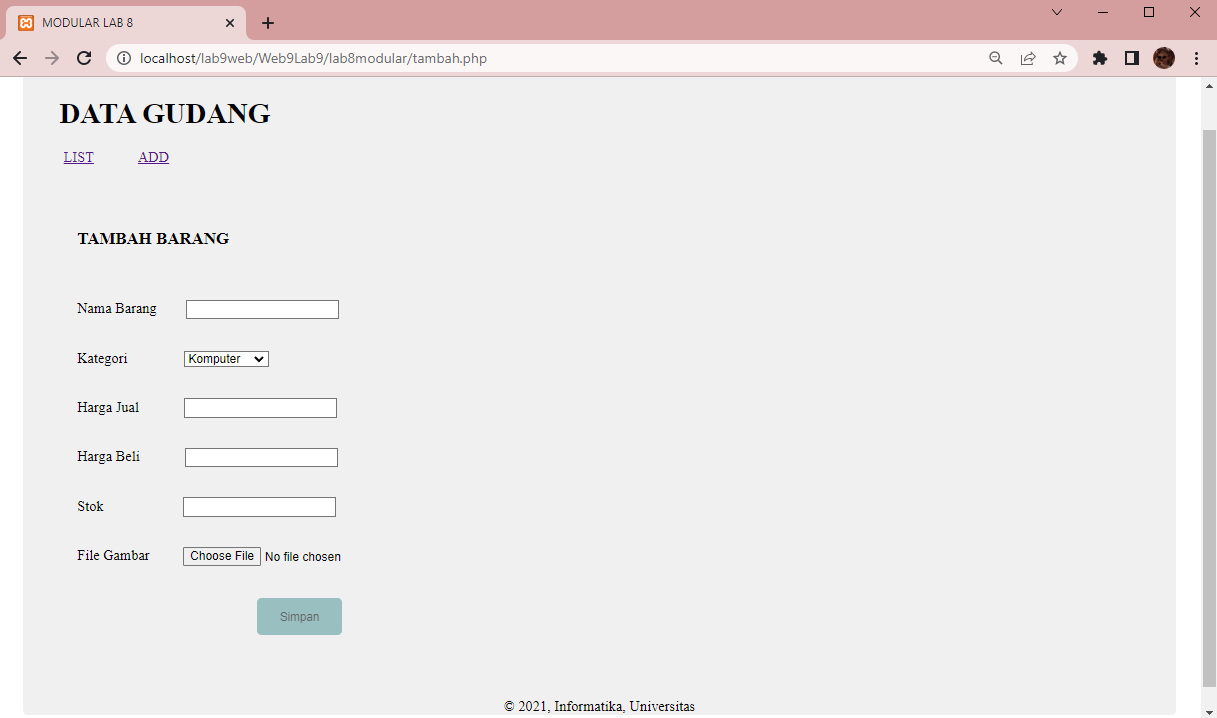 MODULAR LAB 8
localhost/lab9web/Web9Lab9/lab8modular/tambah.php
DATA GUDANG
LIST ADD
TAMBAH BARANG
Nama Barang
Kategori Komputer
Harga Jual
Harga Beli
Stok
File Gambar Choose File No file chosen
Simpan
© 2021, Informatika, Universitas